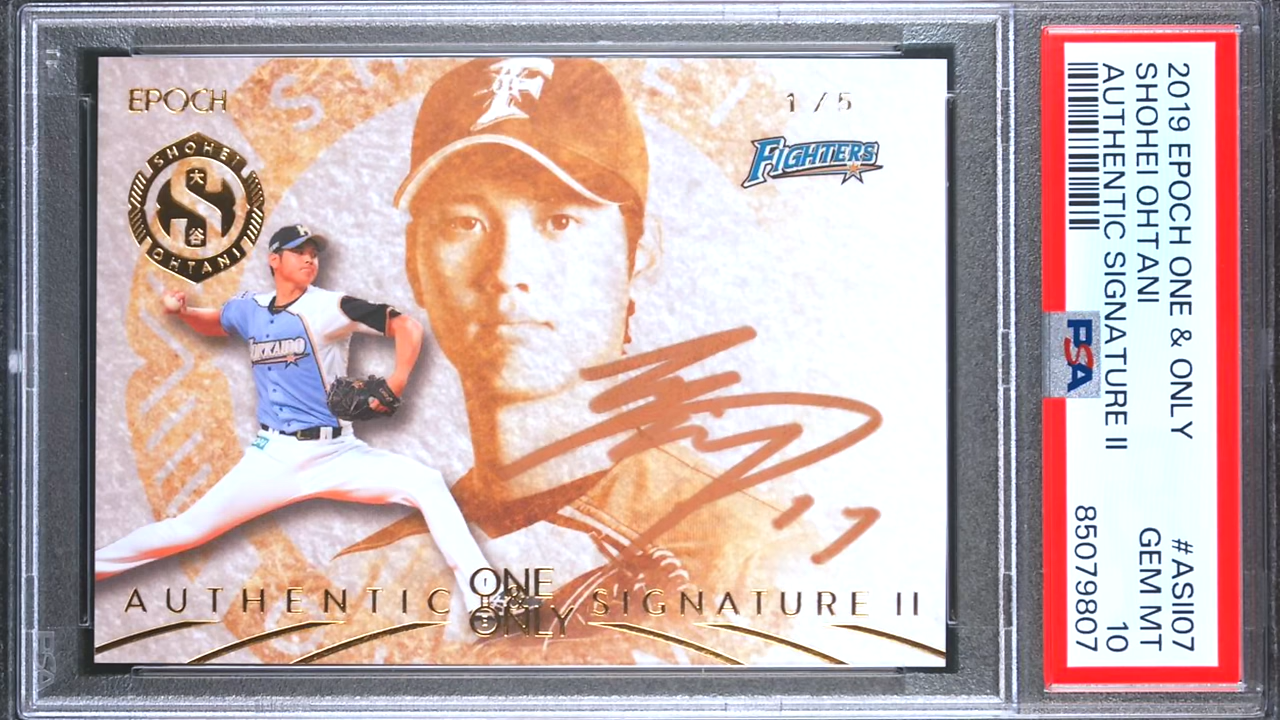 EPOCH
1/5
FIGHTERS
SHOHEI
大
S
谷
OHTANI
F
HOKKAIDO
17
AUTHENTIC ONE & ONLY SIGNATURE II
2019 EPOCH ONE & ONLY #ASII07
SHOHEI OHTANI GEM MT
AUTHENTIC SIGNATURE II 10
85079807
PSA